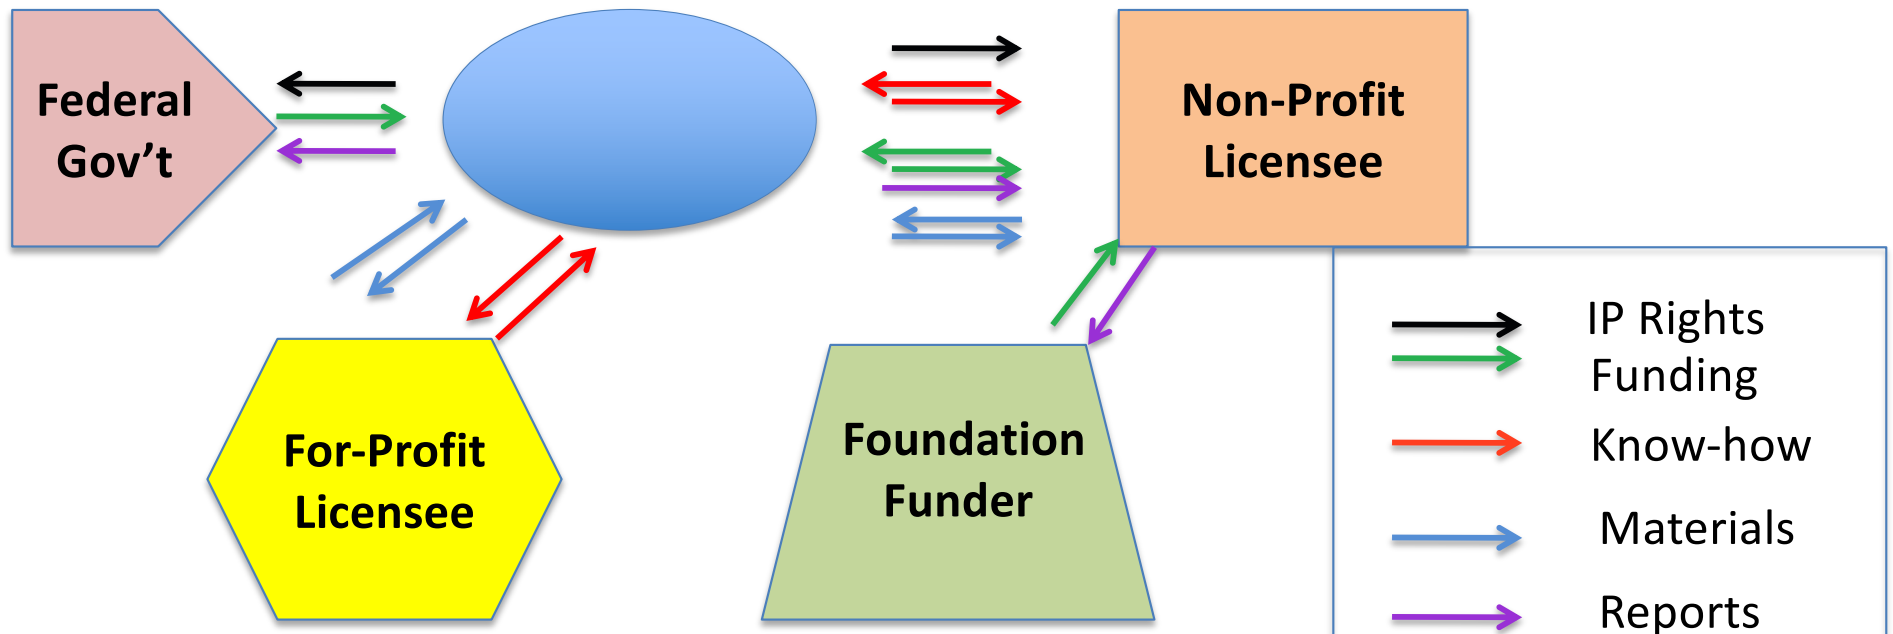 Federal
Gov’t
Non-Profit
Licensee
For-Profit
Licensee
Foundation
Funder
IP Rights
Funding
Know-how
Materials
Reports